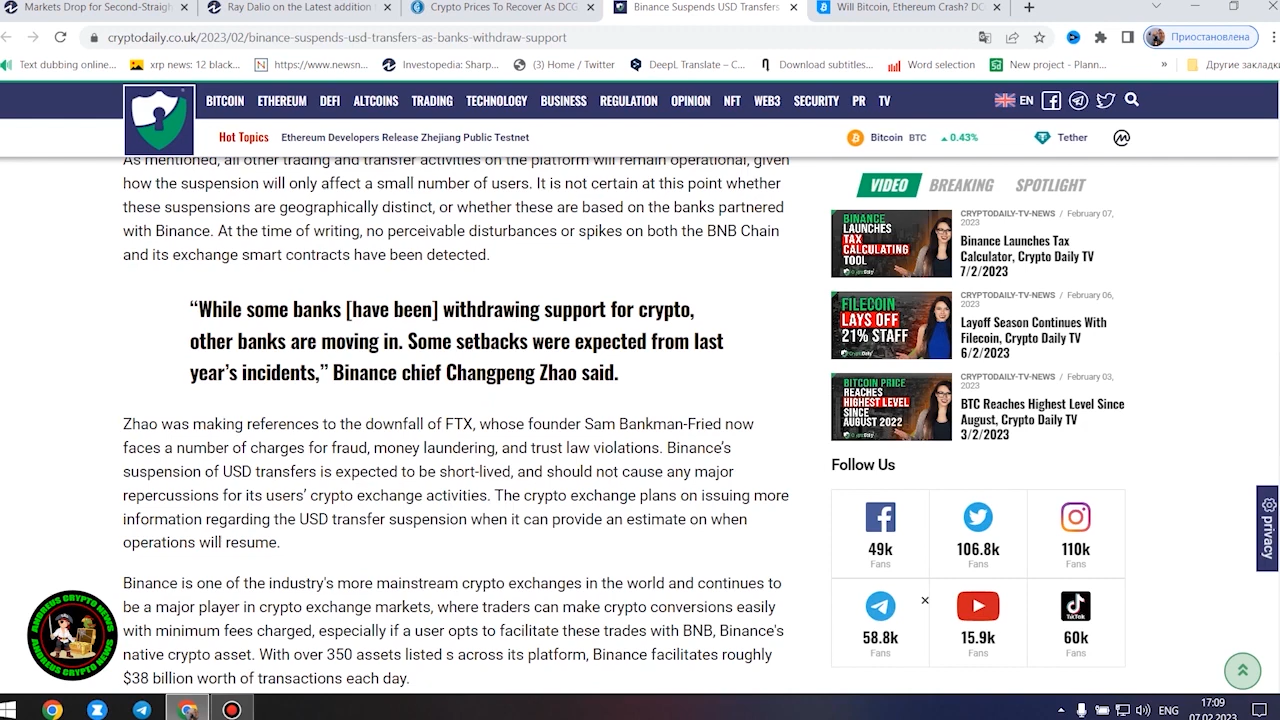 Markets Drop for Second-Straigh
Ray Dalio on the Latest addition
Crypto Prices To Recover As DCG
Binance Suspends USD Transfers
Will Bitcoin, Ethereum Crash? DC
cryptodaily.co.uk/2023/02/binance-suspends-usd-transfers-as-banks-withdraw-support
Приостановлена
Text dubbing online...
xrp news: 12 black...
https://www.newsn...
Investopedia: Sharp...
(3) Home / Twitter
DeepL Translate – C...
Download subtitles...
Word selection
New project - Plann...
»
Другие закладки
BITCOIN ETHEREUM DEFI ALTCOINS TRADING TECHNOLOGY BUSINESS REGULATION OPINION NFT WEB3 SECURITY PR TV
EN
Hot Topics Ethereum Developers Release Zhejiang Public Testnet
Bitcoin BTC ▲ 0.43%
Tether
As mentioned, all other trading and transfer activities on the platform will remain operational, given
how the suspension will only affect a small number of users. It is not certain at this point whether
these suspensions are geographically distinct, or whether these are based on the banks partnered
with Binance. At the time of writing, no perceivable disturbances or spikes on both the BNB Chain
and its exchange smart contracts have been detected.
“While some banks [have been] withdrawing support for crypto,
other banks are moving in. Some setbacks were expected from last
year’s incidents,” Binance chief Changpeng Zhao said.
Zhao was making references to the downfall of FTX, whose founder Sam Bankman-Fried now
faces a number of charges for fraud, money laundering, and trust law violations. Binance’s
suspension of USD transfers is expected to be short-lived, and should not cause any major
repercussions for its users’ crypto exchange activities. The crypto exchange plans on issuing more
information regarding the USD transfer suspension when it can provide an estimate on when
operations will resume.
Binance is one of the industry's more mainstream crypto exchanges in the world and continues to
be a major player in crypto exchange markets, where traders can make crypto conversions easily
with minimum fees charged, especially if a user opts to facilitate these trades with BNB, Binance's
native crypto asset. With over 350 assets listed s across its platform, Binance facilitates roughly
$38 billion worth of transactions each day.
VIDEO BREAKING SPOTLIGHT
BINANCE
LAUNCHES
TAX
CALCULATING
TOOL
CRYPTODAILY-TV-NEWS / February 07,
2023
Binance Launches Tax
Calculator, Crypto Daily TV
7/2/2023
FILECOIN
LAYS OFF
21% STAFF
CRYPTODAILY-TV-NEWS / February 06,
2023
Layoff Season Continues With
Filecoin, Crypto Daily TV
6/2/2023
BITCOIN PRICE
REACHES
HIGHEST LEVEL
SINCE
AUGUST 2022
CRYPTODAILY-TV-NEWS / February 03,
2023
BTC Reaches Highest Level Since
August, Crypto Daily TV
3/2/2023
Follow Us
49k
Fans
106.8k
Fans
110k
Fans
58.8k
Fans
15.9k
Fans
TikTok
60k
Fans
privacy
ANDREUS CRYPTO NEWS
ANDREUS CRYPTO NEWS
ENG
17:09
07.02.2023